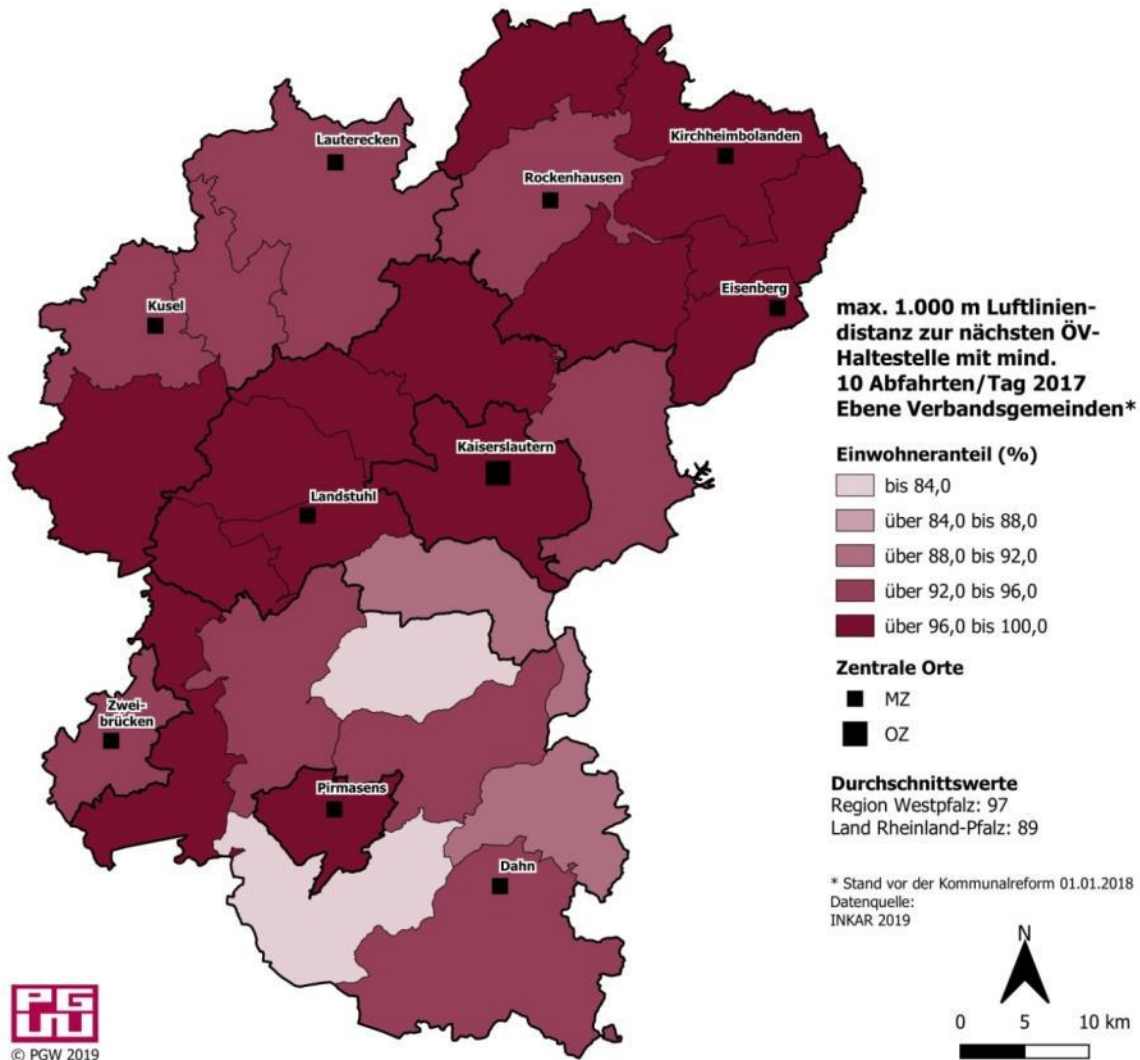 Lauterecken
Kirchheimbolanden
Rockenhausen
Kusel
Eisenberg
Kaiserslautern
Landstuhl
Zwei-
brücken
Pirmasens
Dahn
max. 1.000 m Luftlinien-
distanz zur nächsten ÖV-
Haltestelle mit mind.
10 Abfahrten/Tag 2017
Ebene Verbandsgemeinden*
Einwohneranteil (%)
bis 84,0
über 84,0 bis 88,0
über 88,0 bis 92,0
über 92,0 bis 96,0
über 96,0 bis 100,0
Zentrale Orte
MZ
OZ
Durchschnittswerte
Region Westpfalz: 97
Land Rheinland-Pfalz: 89
* Stand vor der Kommunalreform 01.01.2018
Datenquelle:
INKAR 2019
N
0 5 10 km
PGW
© PGW 2019